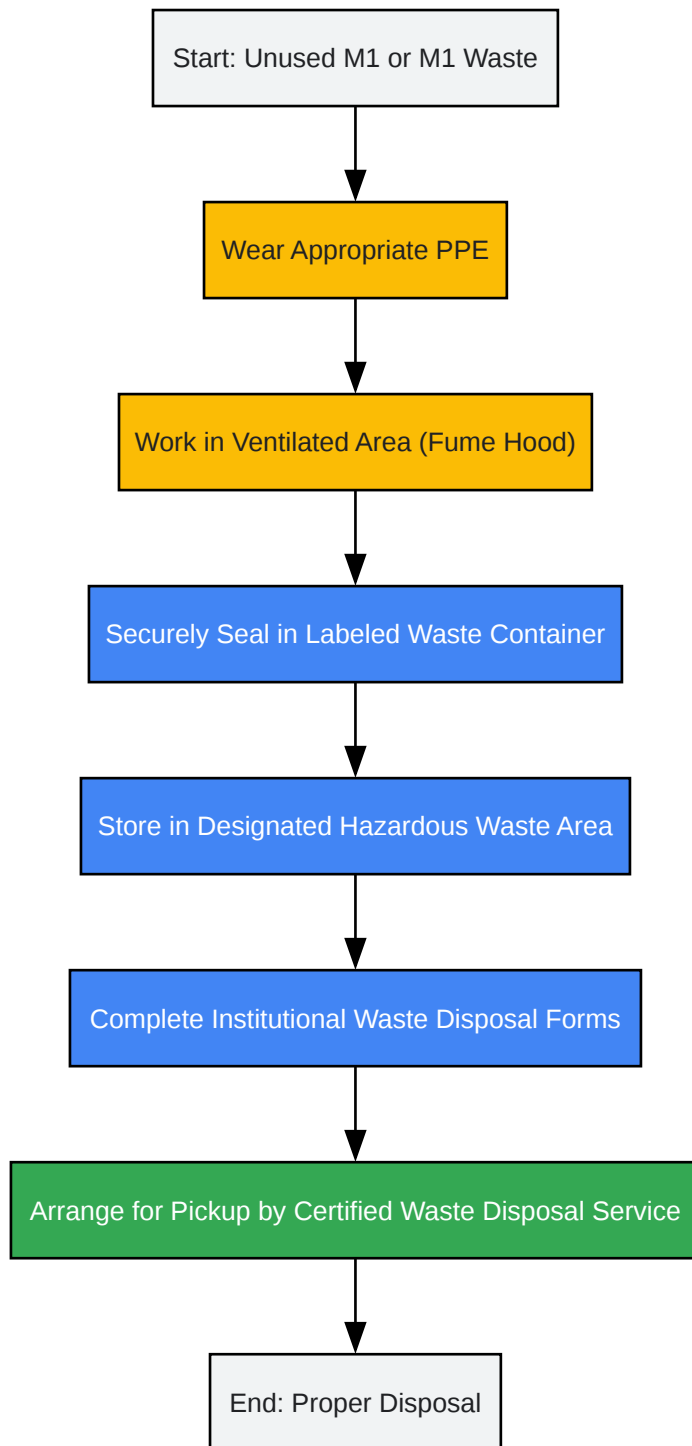 Start: Unused M1 or M1 Waste
Wear Appropriate PPE
Work in Ventilated Area (Fume Hood)
Securely Seal in Labeled Waste Container
Store in Designated Hazardous Waste Area
Complete Institutional Waste Disposal Forms
Arrange for Pickup by Certified Waste Disposal Service
End: Proper Disposal